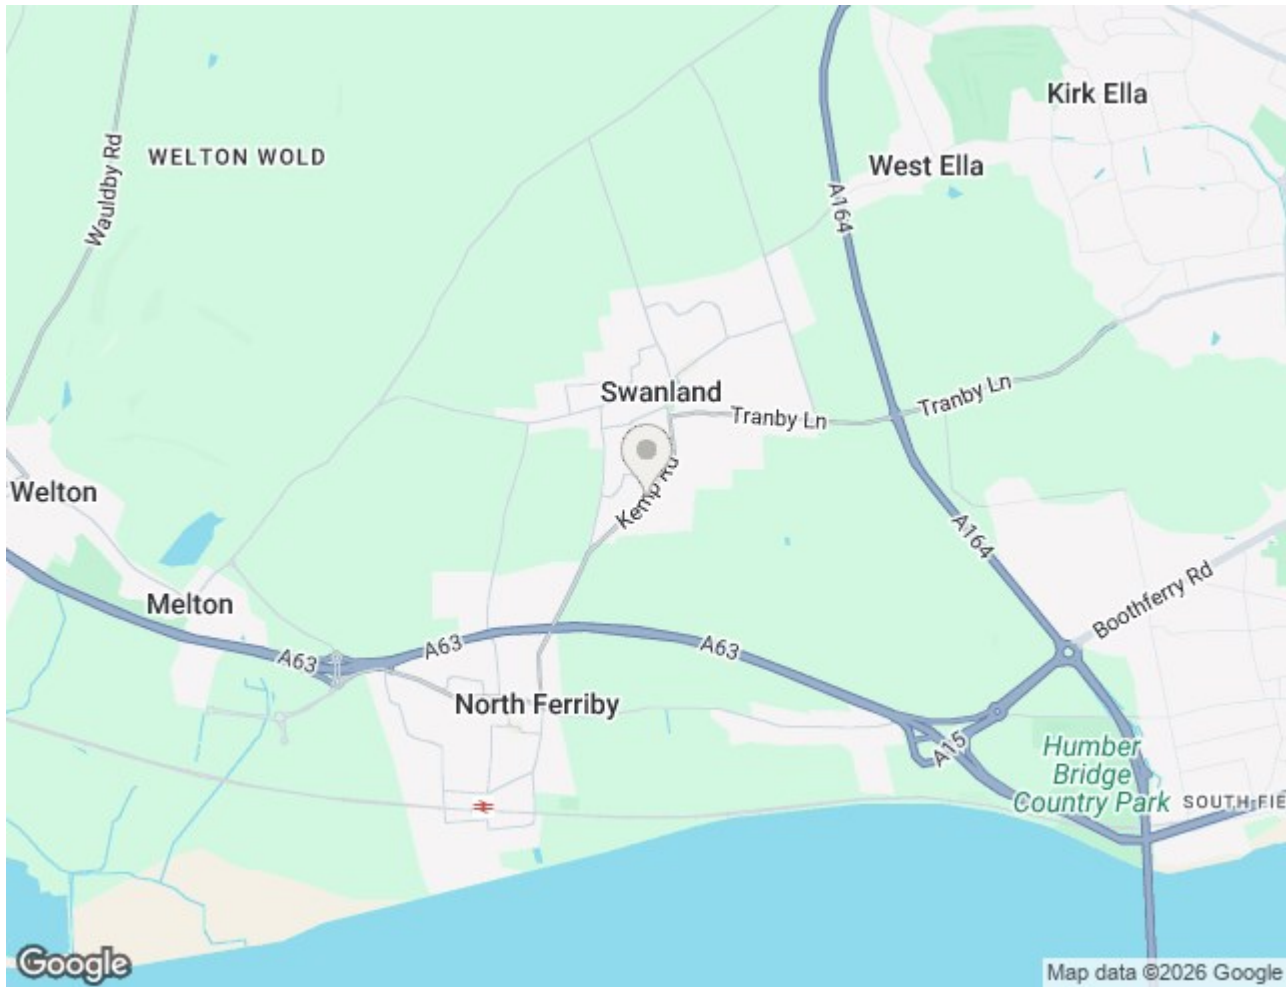 Kirk Ella
WELTON WOLD
West Ella
Wauldby Rd
A164
Swanland
Tranby Ln
Tranby Ln
Kemp Rd
Welton
A164
Boothferry Rd
Melton
A63
A63
A63
North Ferriby
A15
Humber
Bridge
Country Park
SOUTH FIE
Google
Map data ©2026 Google